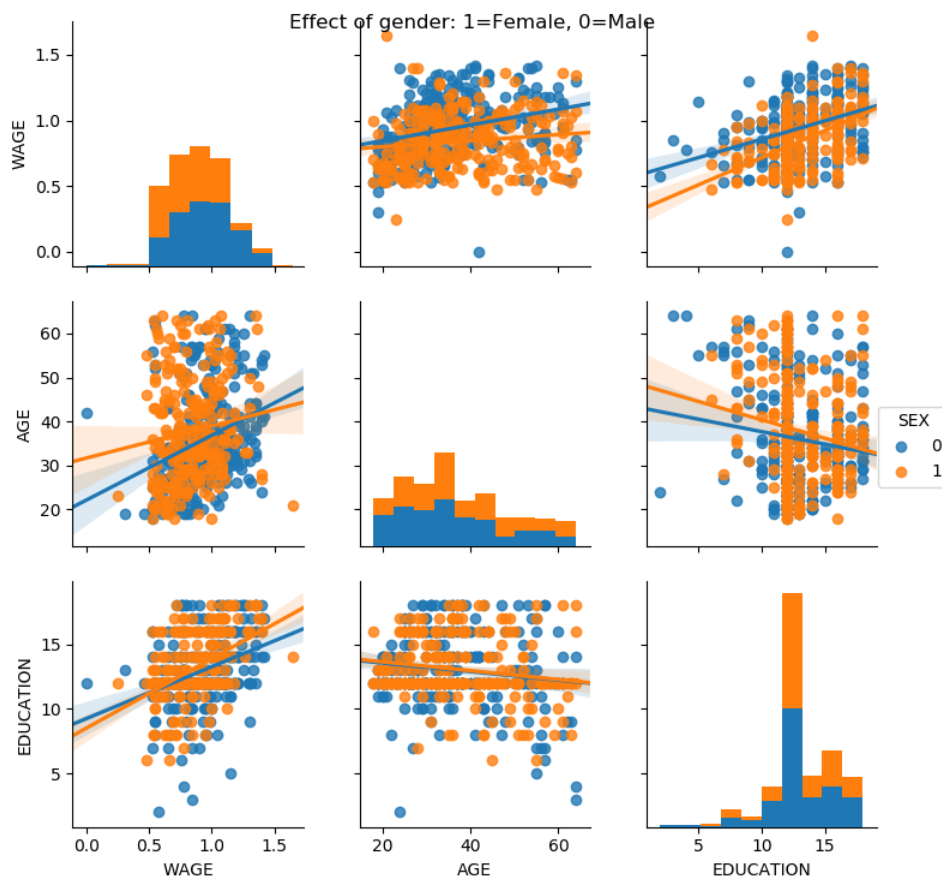 Effect of gender: 1=Female, 0=Male
WAGE
1.5
1.0
0.5
0.0
AGE
60
50
40
30
20
SEX
0
1
EDUCATION
15
10
5
0.0 0.5 1.0 1.5
20 40 60
5 10 15
WAGE AGE EDUCATION